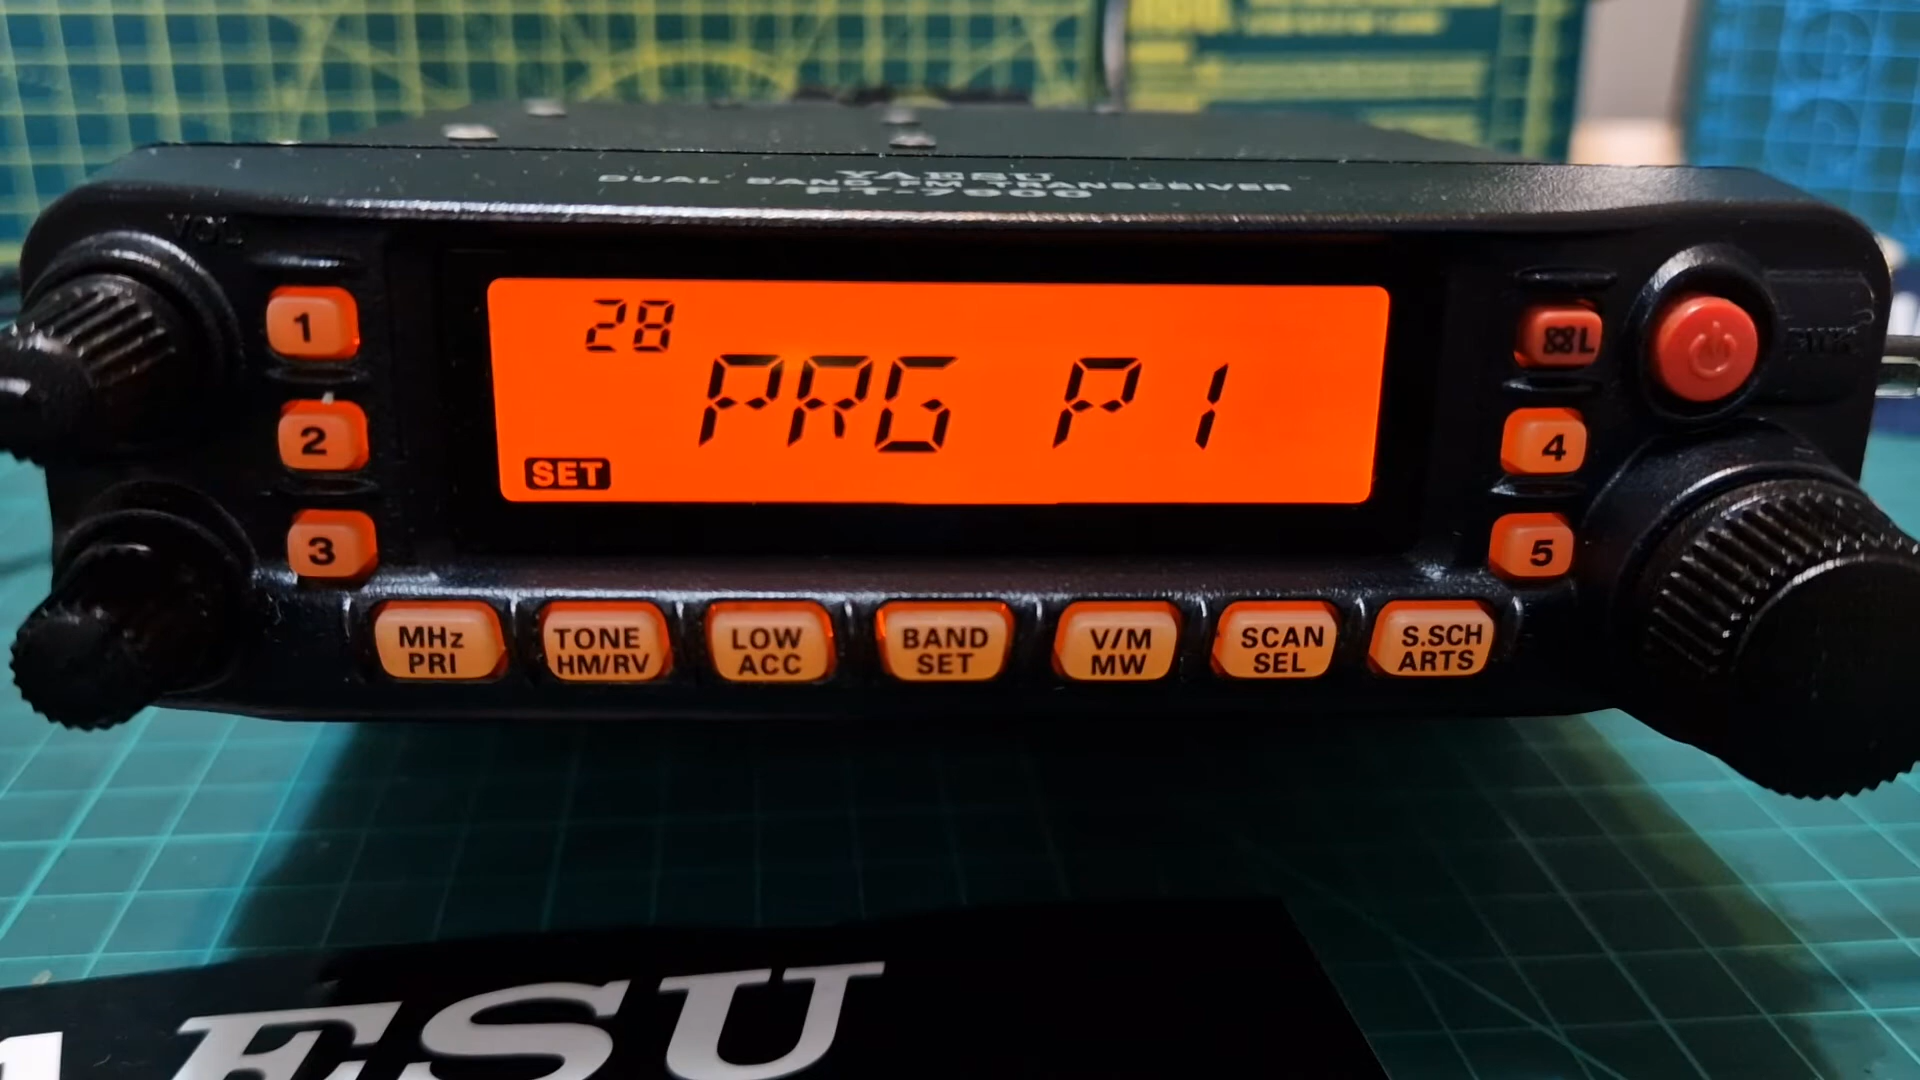 YAESU
DUAL BAND FM TRANSCEIVER
VOL
28
PRG P1
SET
1
2
3
L
4
5
MHz
PRI
TONE
HM/RV
LOW
ACC
BAND
SET
V/M
MW
SCAN
SEL
S.SCH
ARTS
ESU